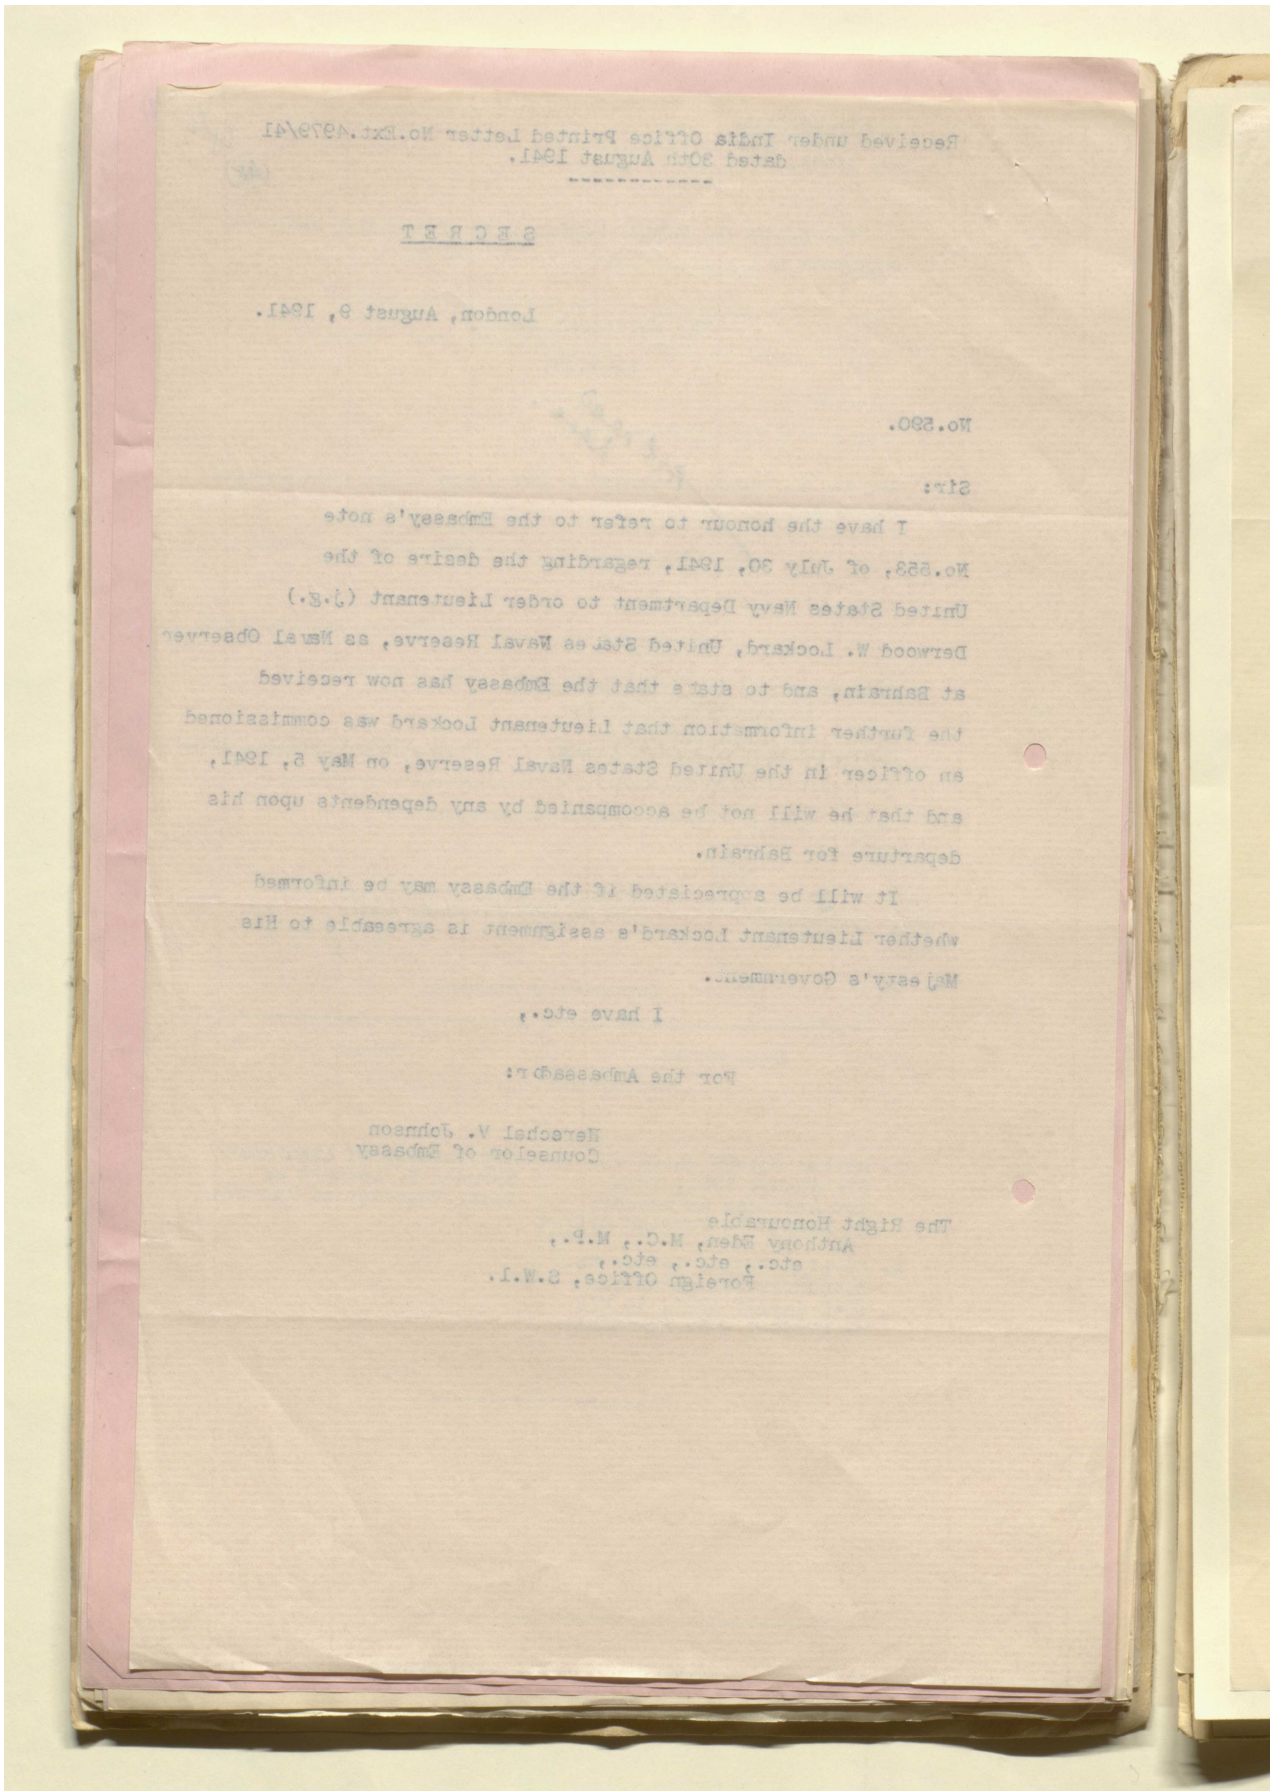 Received under India Office Printed Letter No.Ext.4979/41
dated 30th August 1941.
SECRET
London, August 9, 1941.
No.590.
Sir:
I have the honour to refer to the Embassy's note
No.553, of July 30, 1941, regarding the desire of the
United States Navy Department to order Lieutenant (j.g.)
Derwood W. Lockard, United States Naval Reserve, as Naval Observer
at Bahrain, and to state that the Embassy has now received
the further information that Lieutenant Lockard was commissioned
an officer in the United States Naval Reserve, on May 5, 1941,
and that he will not be accompanied by any dependents upon his
departure for Bahrain.
It will be appreciated if the Embassy may be informed
whether Lieutenant Lockard's assignment is agreeable to His
Majesty's Government.
I have etc.,
For the Ambassador:
Herschel V. Johnson
Counselor of Embassy
The Right Honourable
Anthony Eden, M.C., M.P.,
etc., etc., etc.,
Foreign Office, S.W.1.